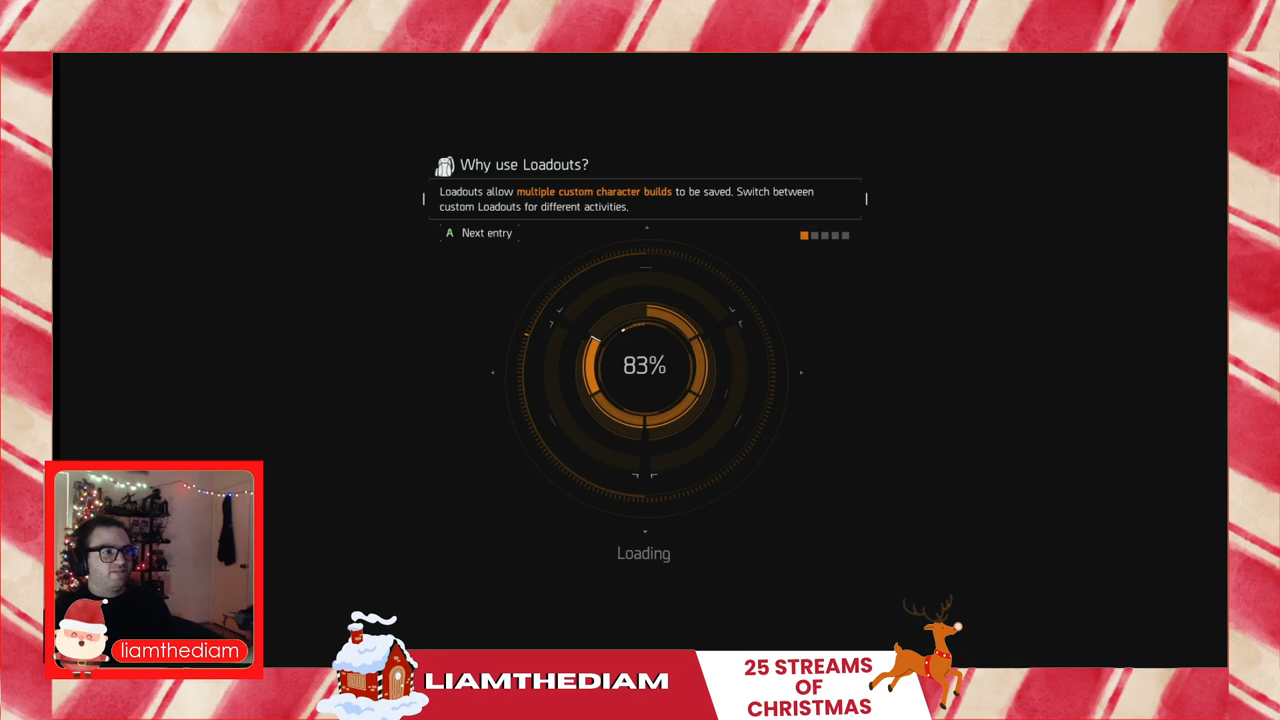 Why use Loadouts?
Loadouts allow multiple custom character builds to be saved. Switch between
custom Loadouts for different activities.
A Next entry
83%
Loading
liamthediam
LIAMTHEDIAM
25 STREAMS
OF
CHRISTMAS